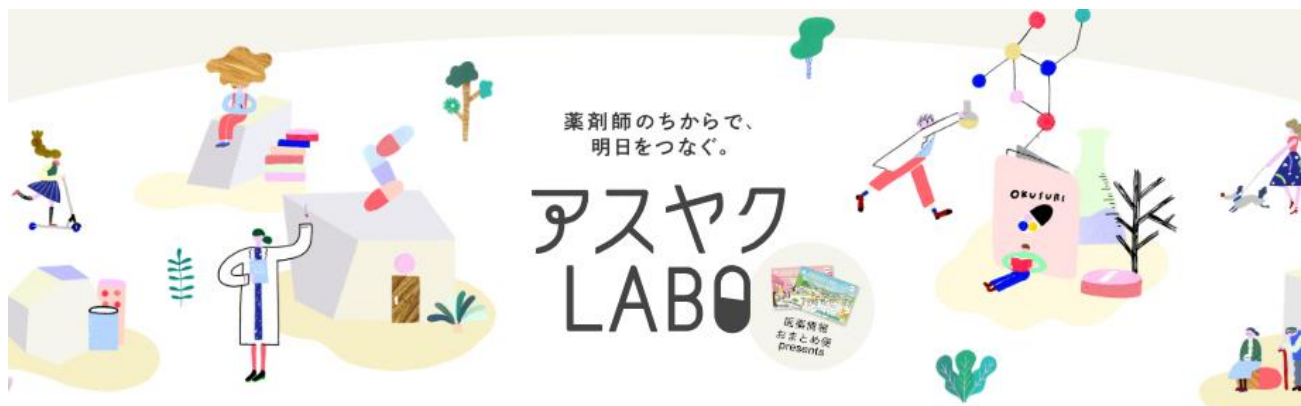 薬剤師のちからで、
明日をつなぐ。
アスヤク
LABO
医薬情報
おまとめ便
presents
OKUSURI